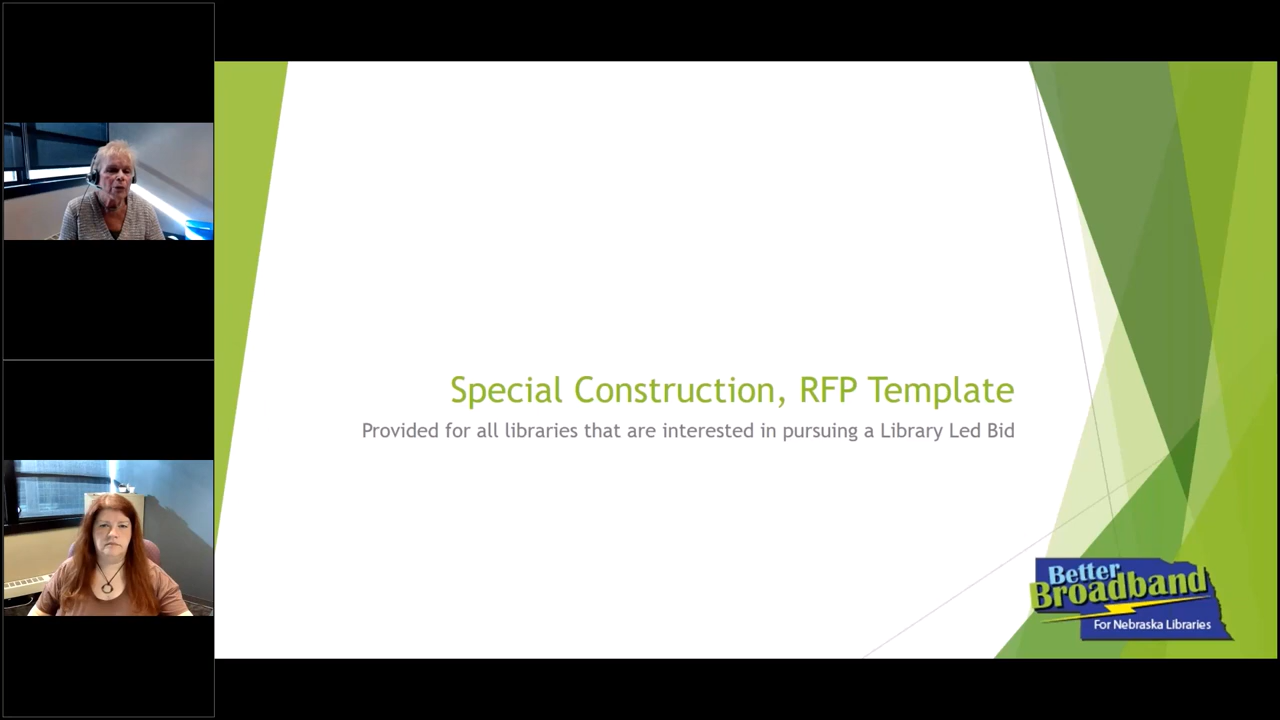 Special Construction, RFP Template
Provided for all libraries that are interested in pursuing a Library Led Bid
Better
Broadband
For Nebraska Libraries